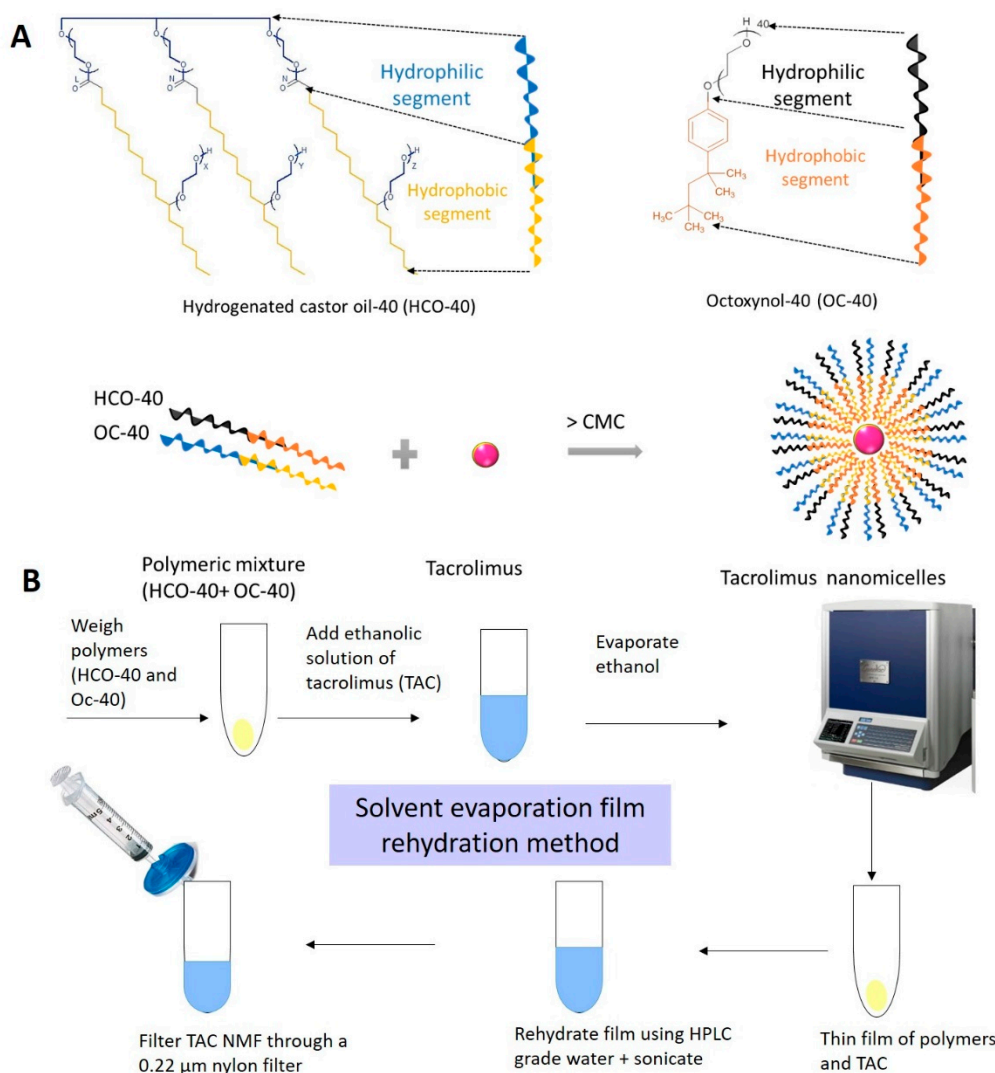 A
Hydrophilic
segment
Hydrophobic
segment
Hydrogenated castor oil-40 (HCO-40)
O
O
O
O
O
O
L
N
N
O
O
O
O
H
O
H
O
H
X
Y
Z
O
O
O
H
40
O
O
CH₃
CH₃
H₃C
CH₃
CH₃
Hydrophilic
segment
Hydrophobic
segment
Octoxynol-40 (OC-40)
HCO-40
OC-40
> CMC
Polymeric mixture
(HCO-40+ OC-40)
Tacrolimus
Tacrolimus nanomicelles
B
Weigh
polymers
(HCO-40 and
Oc-40)
Add ethanolic
solution of
tacrolimus (TAC)
Evaporate
ethanol
Solvent evaporation film
rehydration method
Filter TAC NMF through a
0.22 µm nylon filter
Rehydrate film using HPLC
grade water + sonicate
Thin film of polymers
and TAC